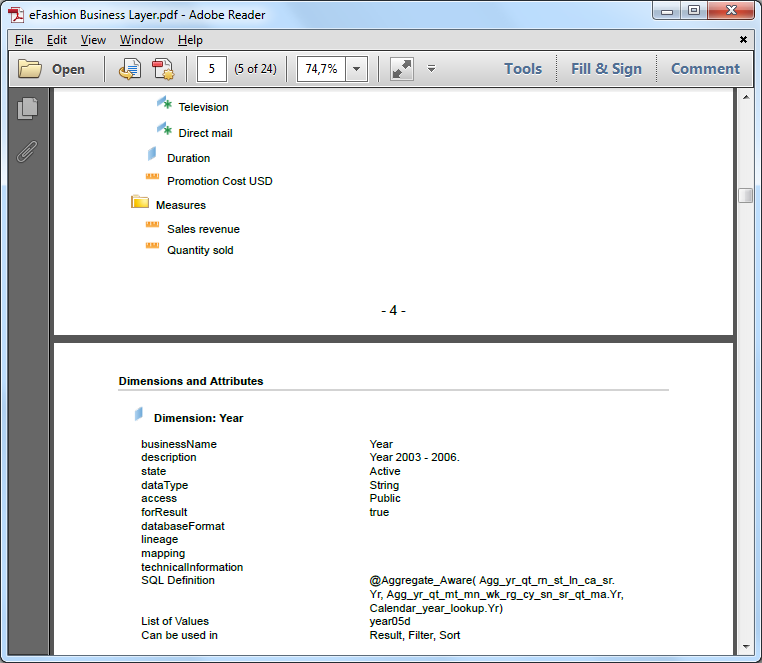 eFashion Business Layer.pdf - Adobe Reader
File Edit View Window Help
Open 5 (5 of 24) 74,7% Tools Fill & Sign Comment
Television
Direct mail
Duration
Promotion Cost USD
Measures
Sales revenue
Quantity sold
- 4 -
Dimensions and Attributes
Dimension: Year
businessName Year
description Year 2003 - 2006.
state Active
dataType String
access Public
forResult true
databaseFormat
lineage
mapping
technicalInformation
SQL Definition @Aggregate_Aware( Agg_yr_qt_rn_st_ln_ca_sr.
Yr, Agg_yr_qt_mt_mn_wk_rg_cy_sn_sr_qt_ma.Yr,
Calendar_year_lookup.Yr)
List of Values year05d
Can be used in Result, Filter, Sort